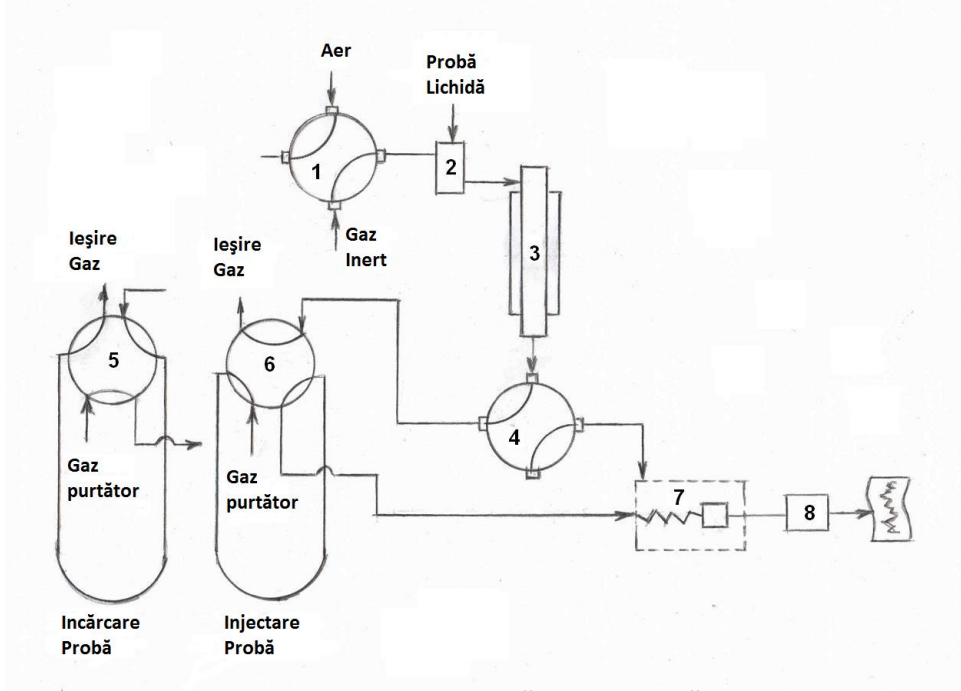 Aer
Probă
Lichidă
1
2
Gaz
Inert
3
Ieşire
Gaz
Ieşire
Gaz
5
6
4
Gaz
purtător
Gaz
purtător
7
8
Incărcare
Probă
Injectare
Probă